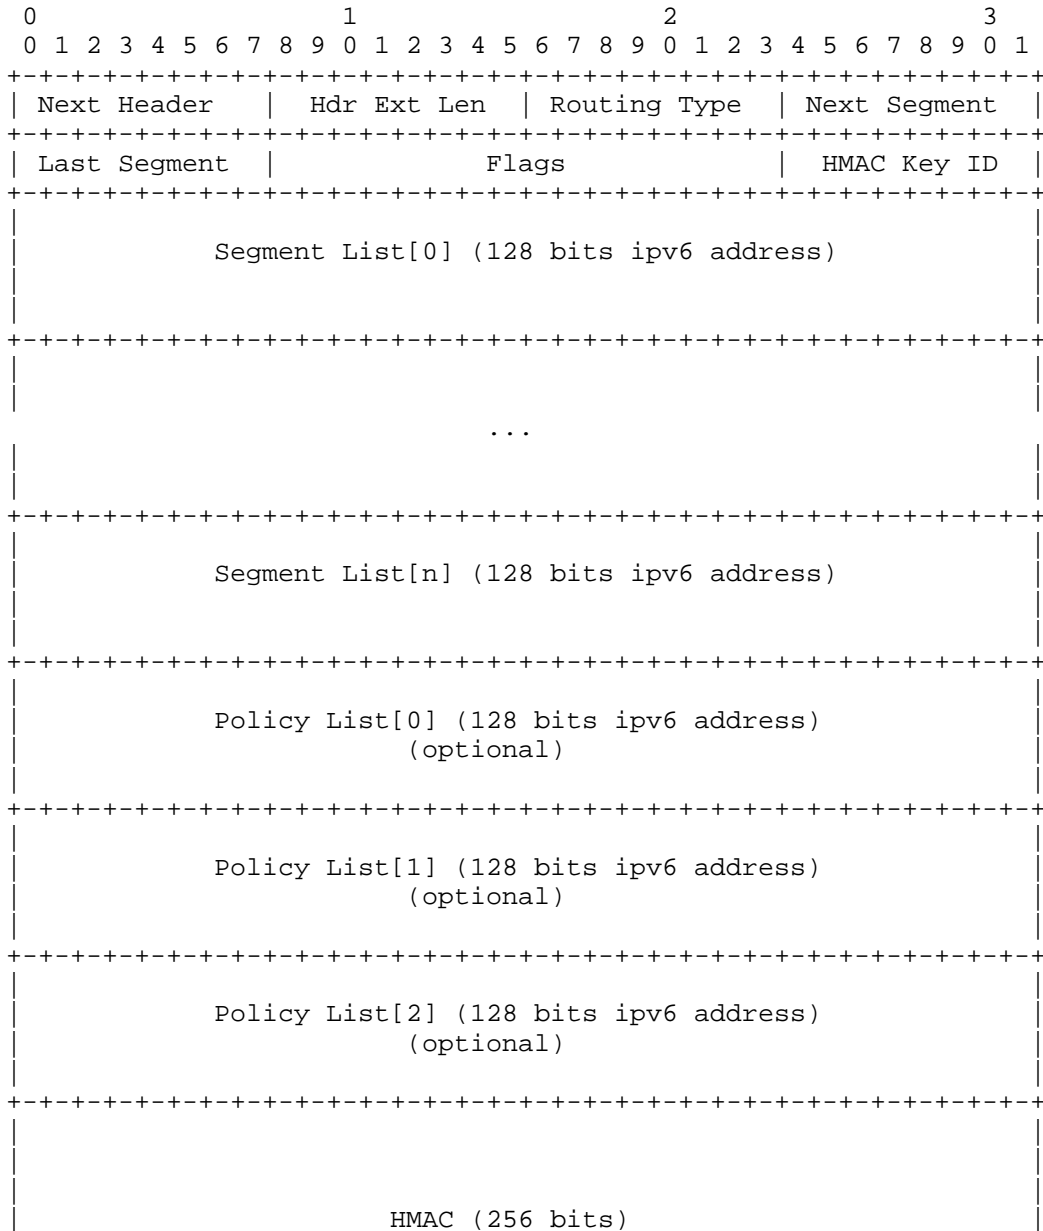 0                   1                   2                   3
0 1 2 3 4 5 6 7 8 9 0 1 2 3 4 5 6 7 8 9 0 1 2 3 4 5 6 7 8 9 0 1
+-+-+-+-+-+-+-+-+-+-+-+-+-+-+-+-+-+-+-+-+-+-+-+-+-+-+-+-+-+-+-+-+
| Next Header   |  Hdr Ext Len  | Routing Type  | Next Segment  |
+-+-+-+-+-+-+-+-+-+-+-+-+-+-+-+-+-+-+-+-+-+-+-+-+-+-+-+-+-+-+-+-+
| Last Segment  |             Flags             |  HMAC Key ID  |
+-+-+-+-+-+-+-+-+-+-+-+-+-+-+-+-+-+-+-+-+-+-+-+-+-+-+-+-+-+-+-+-+
|                                                               |
|            Segment List[0] (128 bits ipv6 address)            |
|                                                               |
|                                                               |
+-+-+-+-+-+-+-+-+-+-+-+-+-+-+-+-+-+-+-+-+-+-+-+-+-+-+-+-+-+-+-+-+
|                                                               |
|                                                               |
...
|                                                               |
|                                                               |
+-+-+-+-+-+-+-+-+-+-+-+-+-+-+-+-+-+-+-+-+-+-+-+-+-+-+-+-+-+-+-+-+
|                                                               |
|            Segment List[n] (128 bits ipv6 address)            |
|                                                               |
|                                                               |
+-+-+-+-+-+-+-+-+-+-+-+-+-+-+-+-+-+-+-+-+-+-+-+-+-+-+-+-+-+-+-+-+
|                                                               |
|            Policy List[0] (128 bits ipv6 address)             |
|                        (optional)                             |
|                                                               |
+-+-+-+-+-+-+-+-+-+-+-+-+-+-+-+-+-+-+-+-+-+-+-+-+-+-+-+-+-+-+-+-+
|                                                               |
|            Policy List[1] (128 bits ipv6 address)             |
|                        (optional)                             |
|                                                               |
+-+-+-+-+-+-+-+-+-+-+-+-+-+-+-+-+-+-+-+-+-+-+-+-+-+-+-+-+-+-+-+-+
|                                                               |
|            Policy List[2] (128 bits ipv6 address)             |
|                        (optional)                             |
|                                                               |
+-+-+-+-+-+-+-+-+-+-+-+-+-+-+-+-+-+-+-+-+-+-+-+-+-+-+-+-+-+-+-+-+
|                                                               |
|                                                               |
|                                                               |
|                       HMAC (256 bits)                         |